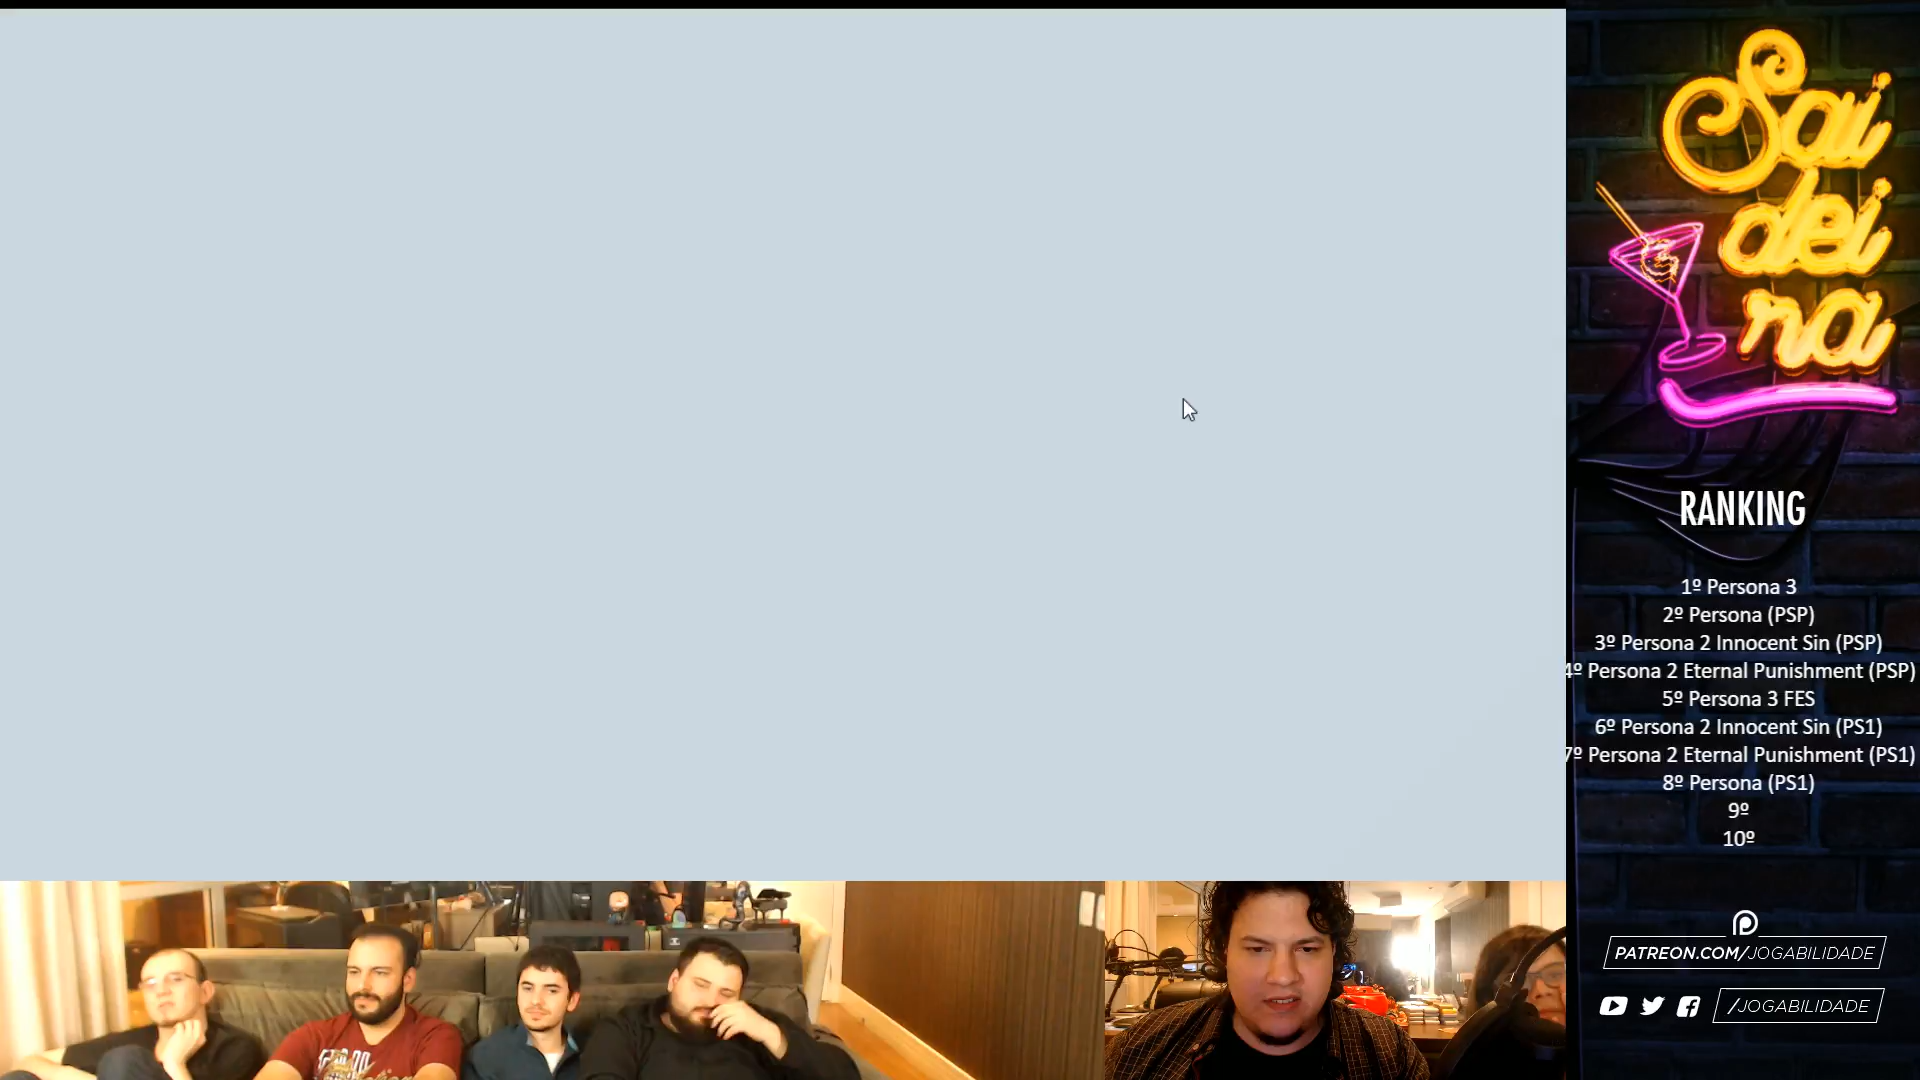 Sai
dei
ra
RANKING
1º Persona 3
2º Persona (PSP)
3º Persona 2 Innocent Sin (PSP)
4º Persona 2 Eternal Punishment (PSP)
5º Persona 3 FES
6º Persona 2 Innocent Sin (PS1)
7º Persona 2 Eternal Punishment (PS1)
8º Persona (PS1)
9º
10º
PATREON.COM/JOGABILIDADE
/JOGABILIDADE